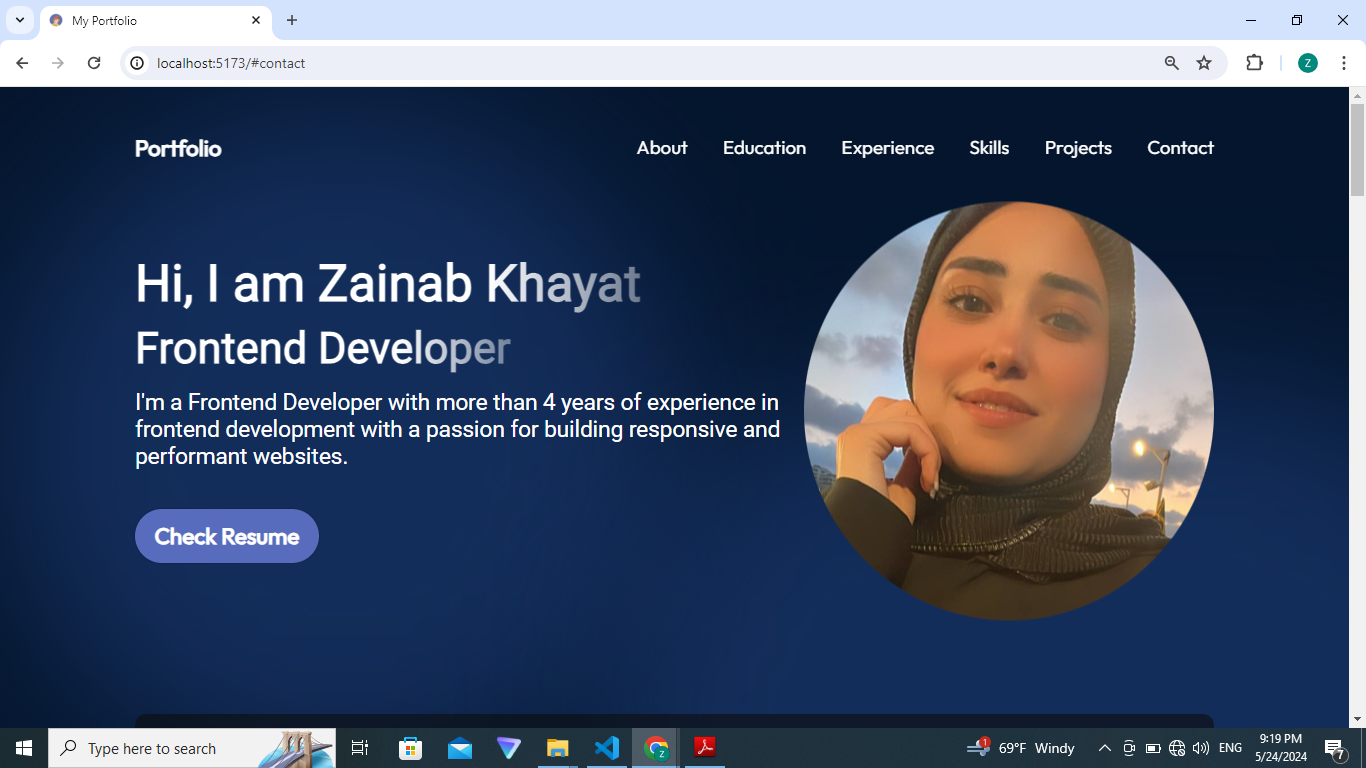 My Portfolio
localhost:5173/#contact
Z
Portfolio
About Education Experience Skills Projects Contact
Hi, I am Zainab Khayat
Frontend Developer
I'm a Frontend Developer with more than 4 years of experience in
frontend development with a passion for building responsive and
performant websites.
Check Resume
Type here to search
Z
1
69°F Windy
ENG
9:19 PM
5/24/2024
7